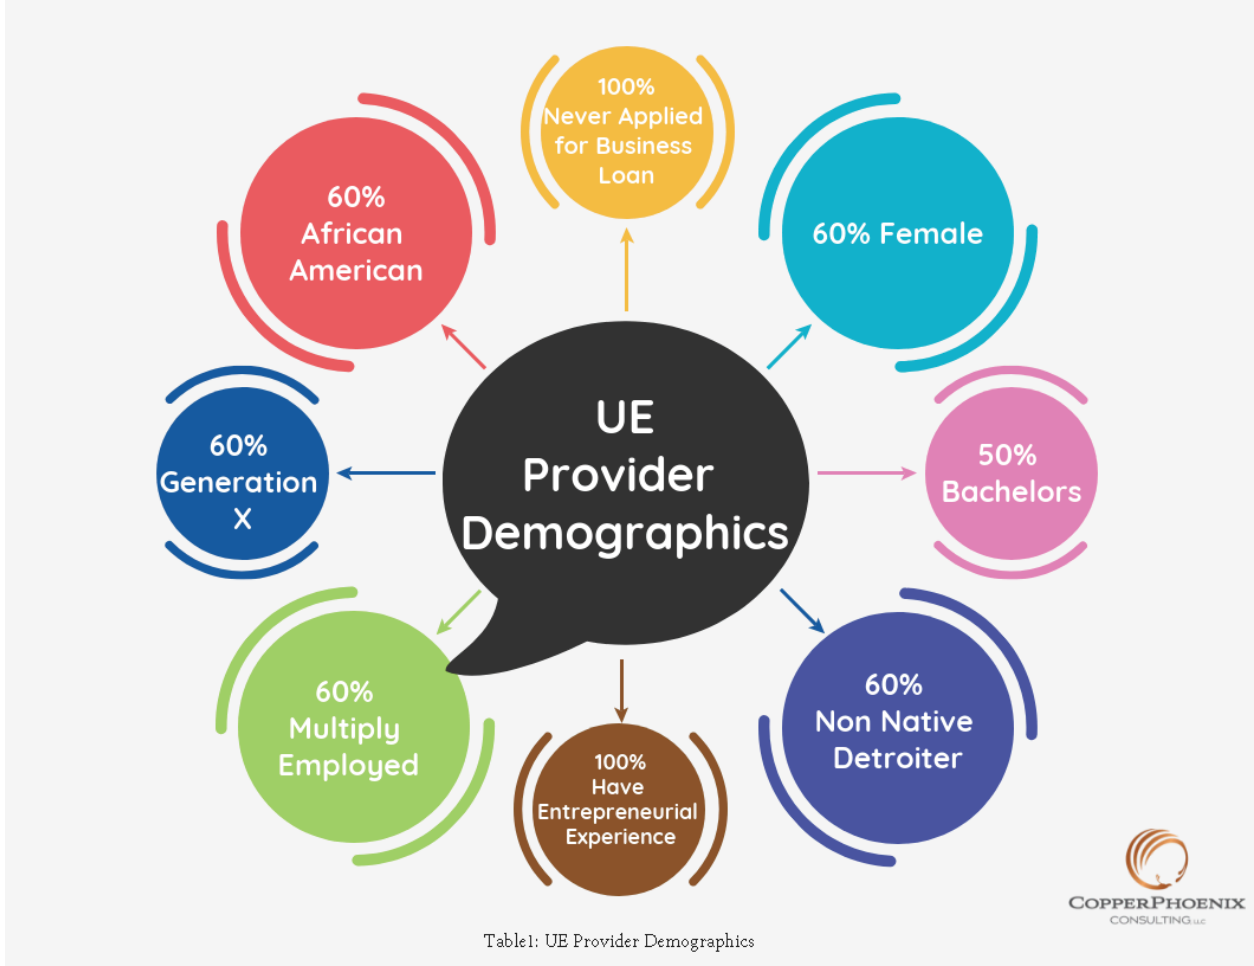 100%
Never Applied
for Business
Loan
60%
African
American
60% Female
60%
Generation
X
UE
Provider
Demographics
50%
Bachelors
60%
Multiply
Employed
100%
Have
Entrepreneurial
Experience
60%
Non Native
Detroiter
COPPERPHOENIX
CONSULTING LLC
Table1: UE Provider Demographics